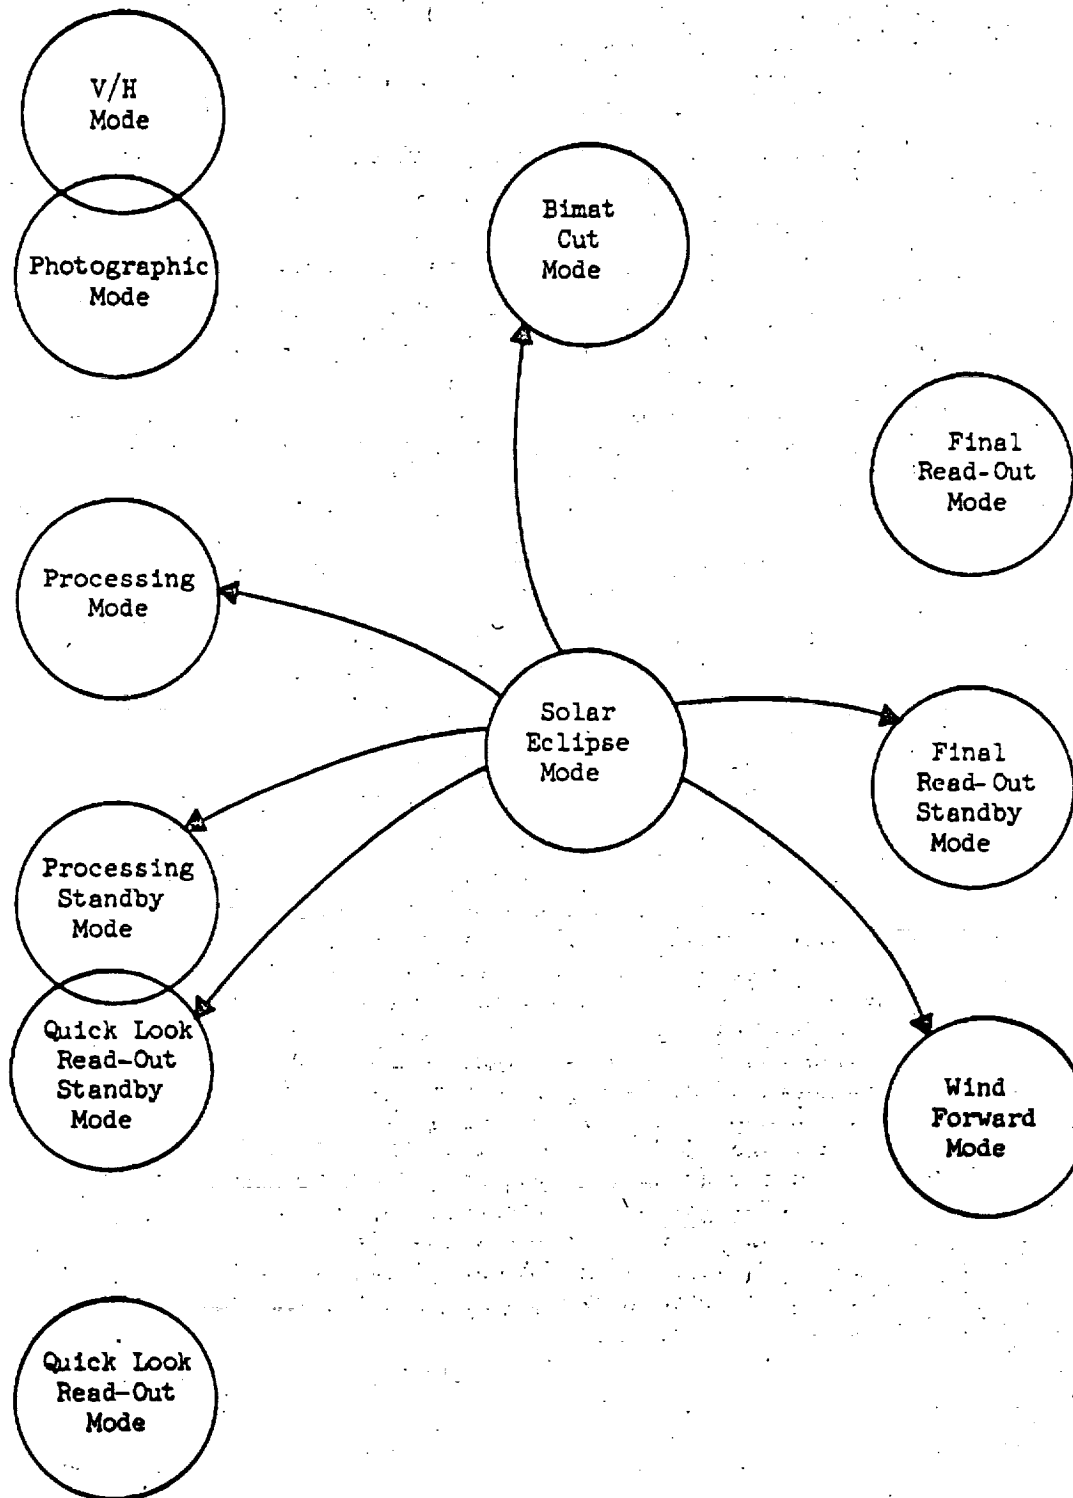 V/H
Mode
Photographic
Mode
Bimat
Cut
Mode
Final
Read-Out
Mode
Processing
Mode
Solar
Eclipse
Mode
Final
Read-Out
Standby
Mode
Processing
Standby
Mode
Quick Look
Read-Out
Standby
Mode
Wind
Forward
Mode
Quick Look
Read-Out
Mode